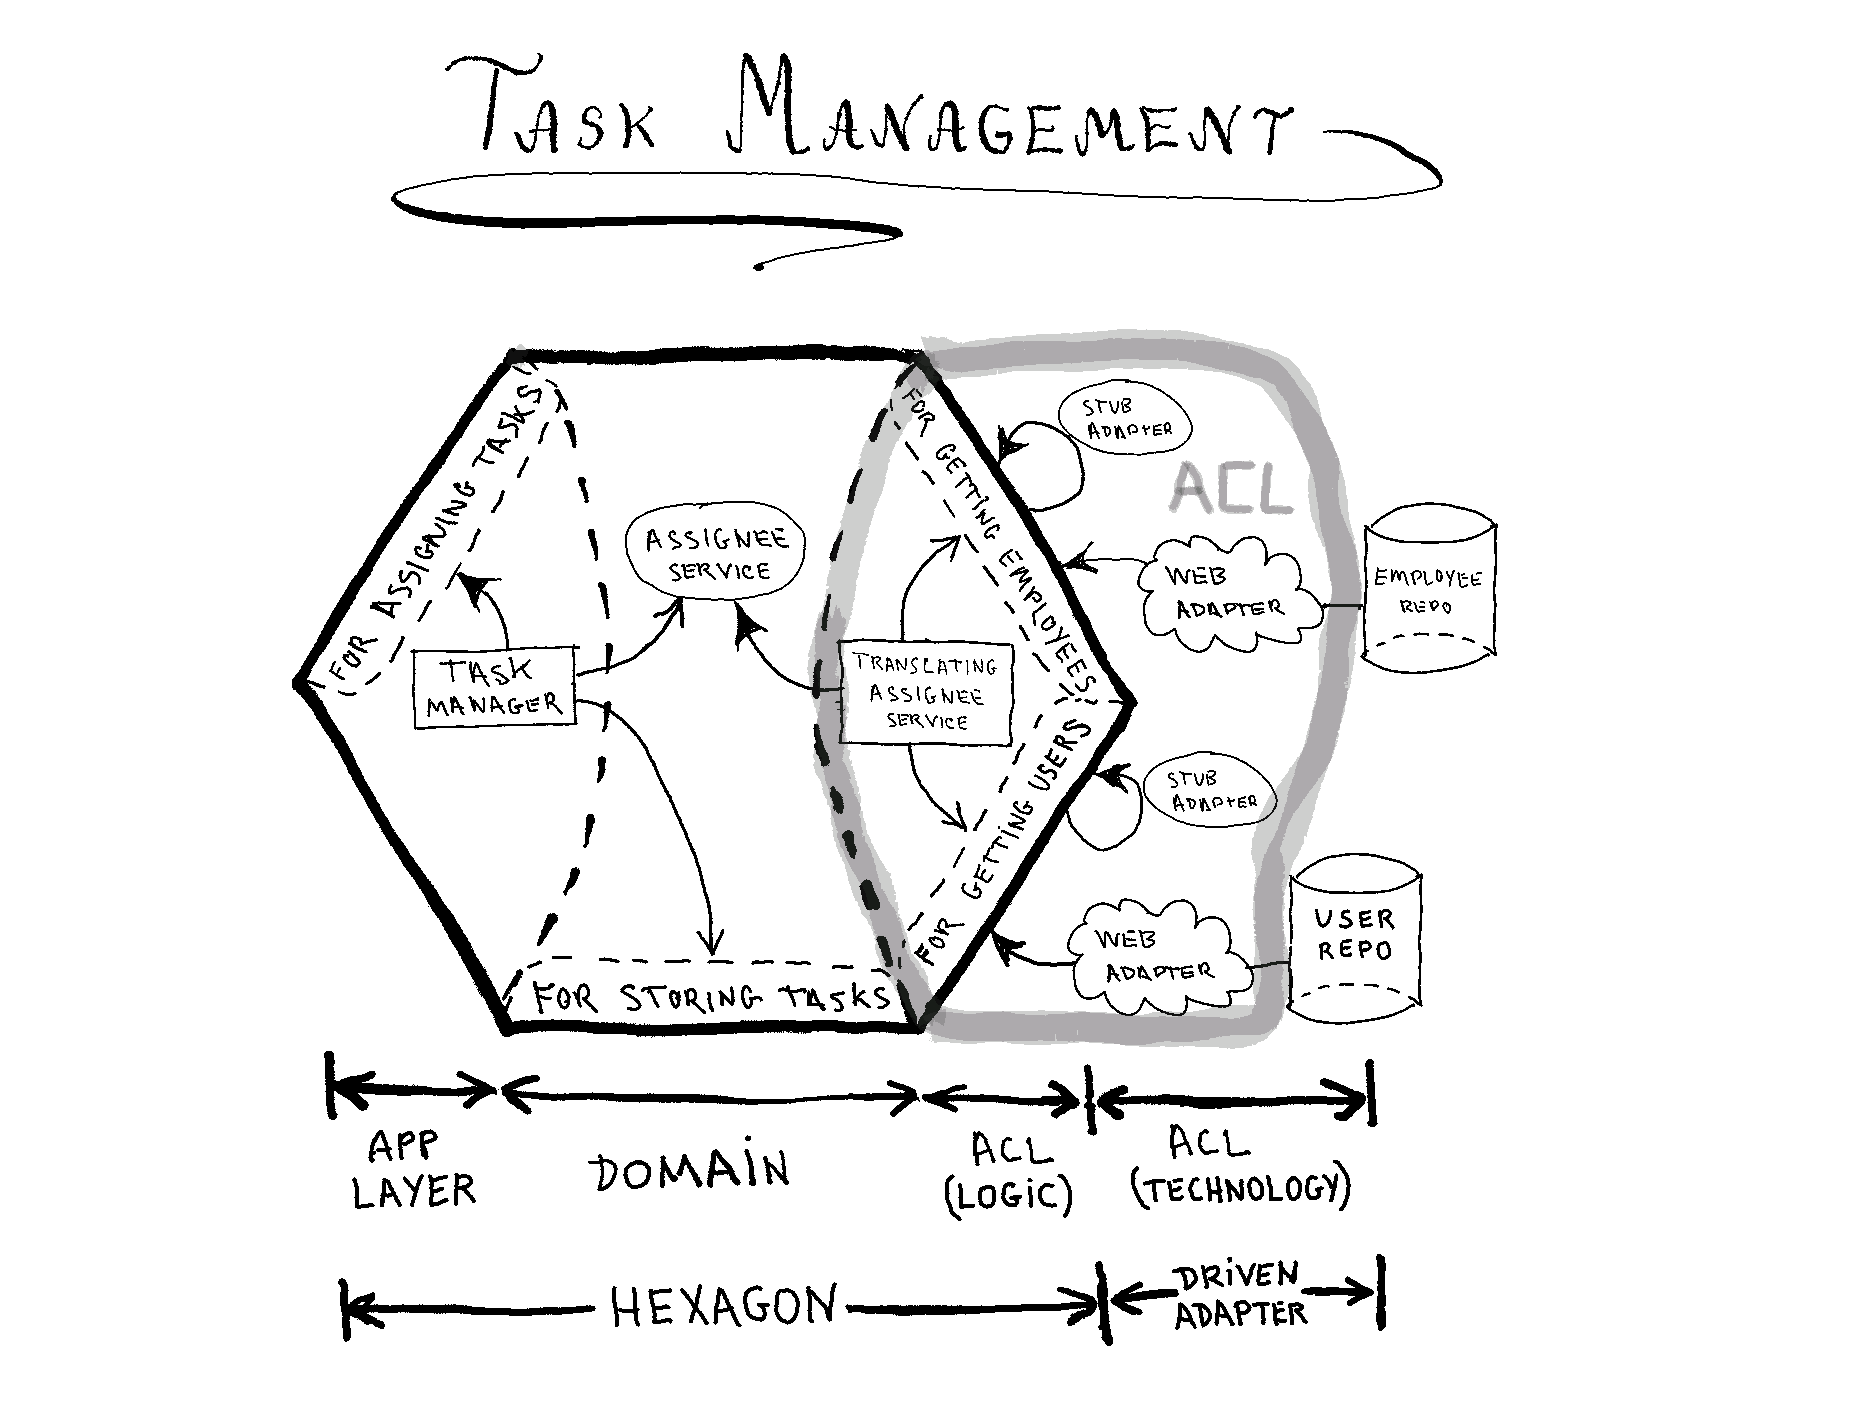 TASK MANAGEMENT
FOR ASSIGNING TASKS
TASK
MANAGER
ASSIGNEE
SERVICE
FOR STORING TASKS
TRANSLATING
ASSIGNEE
SERVICE
FOR GETTING EMPLOYEES
FOR GETTING USERS
STUB
ADAPTER
ACL
WEB
ADAPTER
EMPLOYEE
REPO
STUB
ADAPTER
WEB
ADAPTER
USER
REPO
APP
LAYER
DOMAIN
ACL
(LOGIC)
ACL
(TECHNOLOGY)
HEXAGON
DRIVEN
ADAPTER